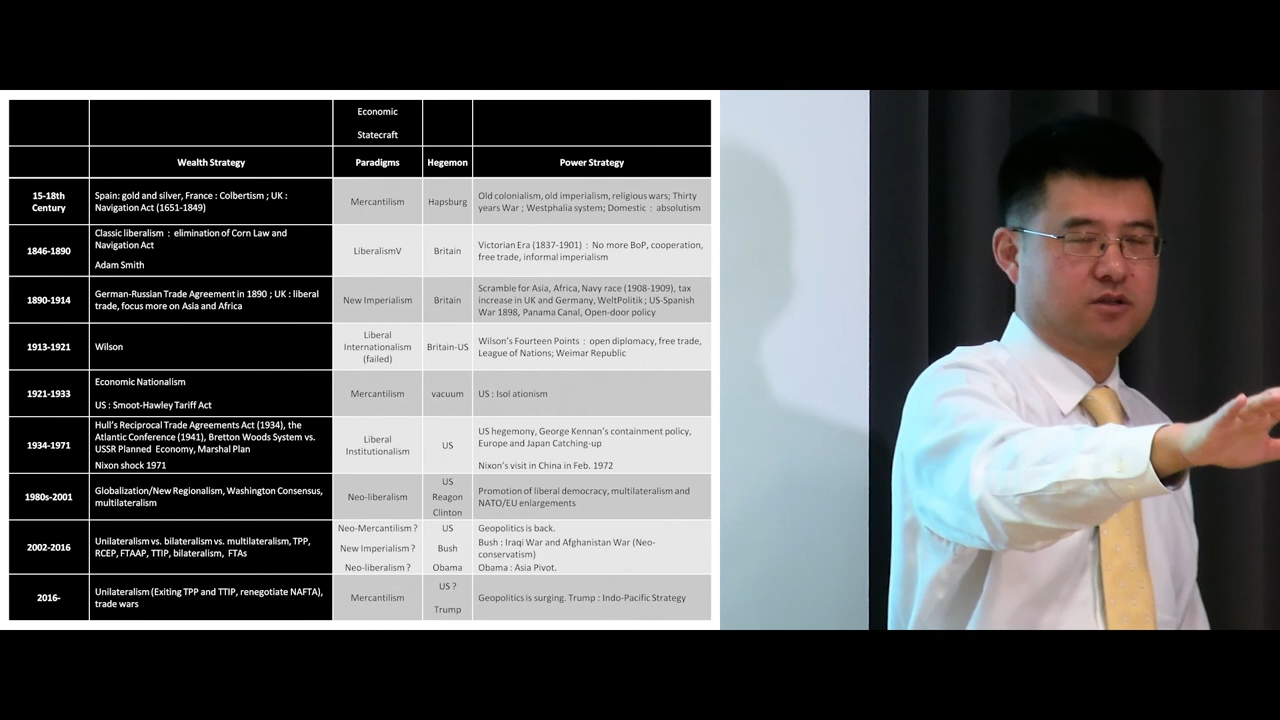 Economic
Statecraft
Wealth Strategy
Paradigms
Hegemon
Power Strategy
15-18th
Century
Spain: gold and silver, France : Colbertism ; UK :
Navigation Act (1651-1849)
Mercantilism
Hapsburg
Old colonialism, old imperialism, religious wars; Thirty
years War ; Westphalia system; Domestic : absolutism
1846-1890
Classic liberalism : elimination of Corn Law and
Navigation Act
Adam Smith
LiberalismV
Britain
Victorian Era (1837-1901) : No more BoP, cooperation,
free trade, informal imperialism
1890-1914
German-Russian Trade Agreement in 1890 ; UK : liberal
trade, focus more on Asia and Africa
New Imperialism
Britain
Scramble for Asia, Africa, Navy race (1908-1909), tax
increase in UK and Germany, WeltPolitik ; US-Spanish
War 1898, Panama Canal, Open-door policy
1913-1921
Wilson
Liberal
Internationalism
(failed)
Britain-US
Wilson's Fourteen Points : open diplomacy, free trade,
League of Nations; Weimar Republic
1921-1933
Economic Nationalism
US : Smoot-Hawley Tariff Act
Mercantilism
vacuum
US : Isol ationism
1934-1971
Hull's Reciprocal Trade Agreements Act (1934), the
Atlantic Conference (1941), Bretton Woods System vs.
USSR Planned Economy, Marshal Plan
Nixon shock 1971
Liberal
Institutionalism
US
US hegemony, George Kennan's containment policy,
Europe and Japan Catching-up
Nixon's visit in China in Feb. 1972
1980s-2001
Globalization/New Regionalism, Washington Consensus,
multilateralism
Neo-liberalism
US
Reagon
Clinton
Promotion of liberal democracy, multilateralism and
NATO/EU enlargements
2002-2016
Unilateralism vs. bilateralism vs. multilateralism, TPP,
RCEP, FTAAP, TTIP, bilateralism, FTAs
Neo-Mercantilism ?
New Imperialism ?
Neo-liberalism ?
US
Bush
Obama
Geopolitics is back.
Bush : Iraqi War and Afghanistan War (Neo-
conservatism)
Obama : Asia Pivot.
2016-
Unilateralism (Exiting TPP and TTIP, renegotiate NAFTA),
trade wars
Mercantilism
US ?
Trump
Geopolitics is surging. Trump : Indo-Pacific Strategy